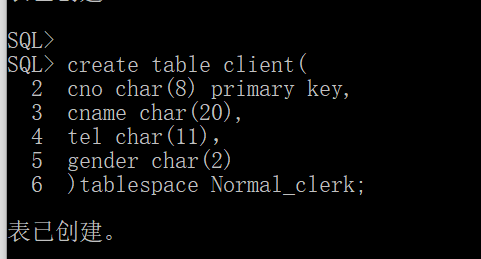 SQL>
SQL> create table client(
2 cno char(8) primary key,
3 cname char(20),
4 tel char(11),
5 gender char(2)
6 )tablespace Normal_clerk;
表已创建。